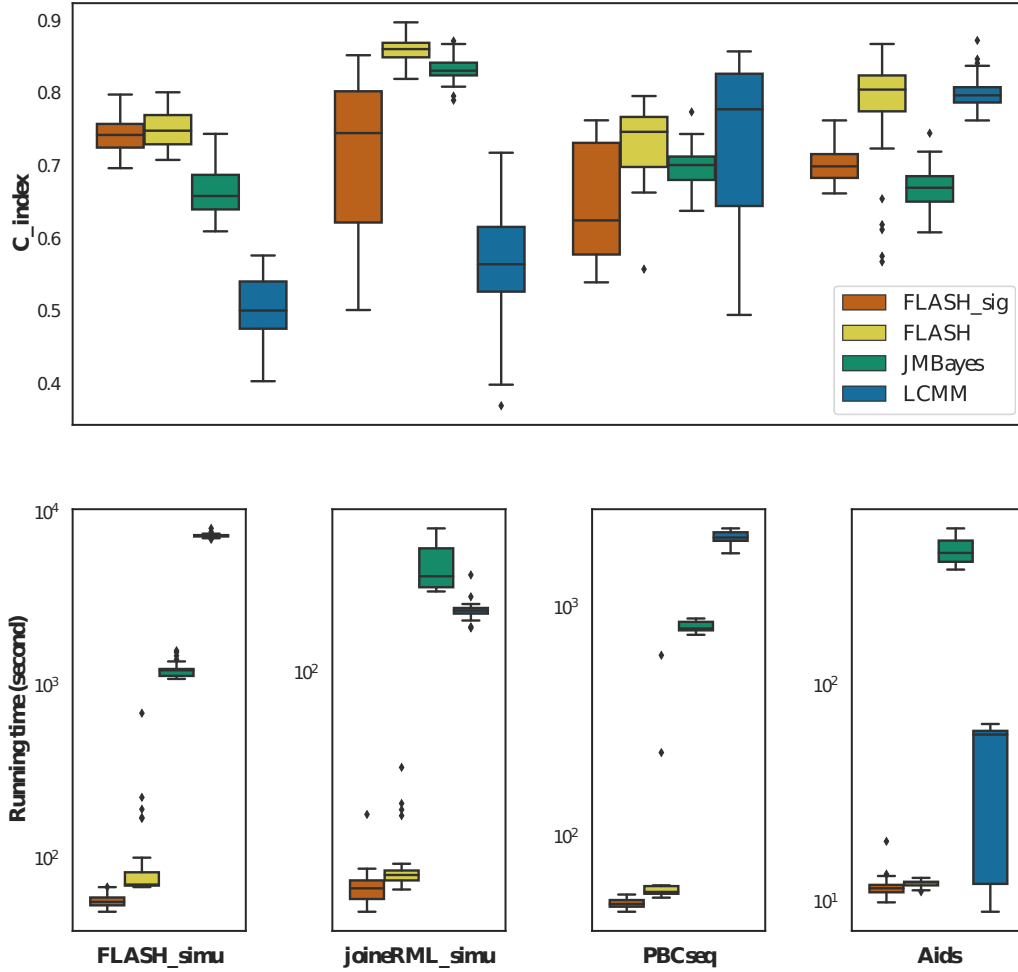 0.9
0.8
0.7
0.6
0.5
0.4
C_index
FLASH_sig
FLASH
JMBayes
LCMM
Running time (second)
10⁴
10³
10²
10²
10³
10²
10²
10¹
FLASH_simu
joineRML_simu
PBCseq
Aids